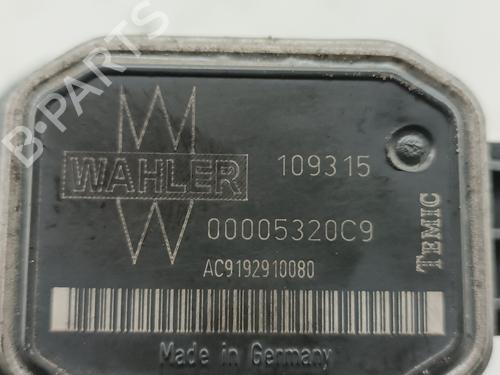 WAHLER
109315
00005320C9
AC9192910080
TEMIC
Made in Germany
B-PARTS